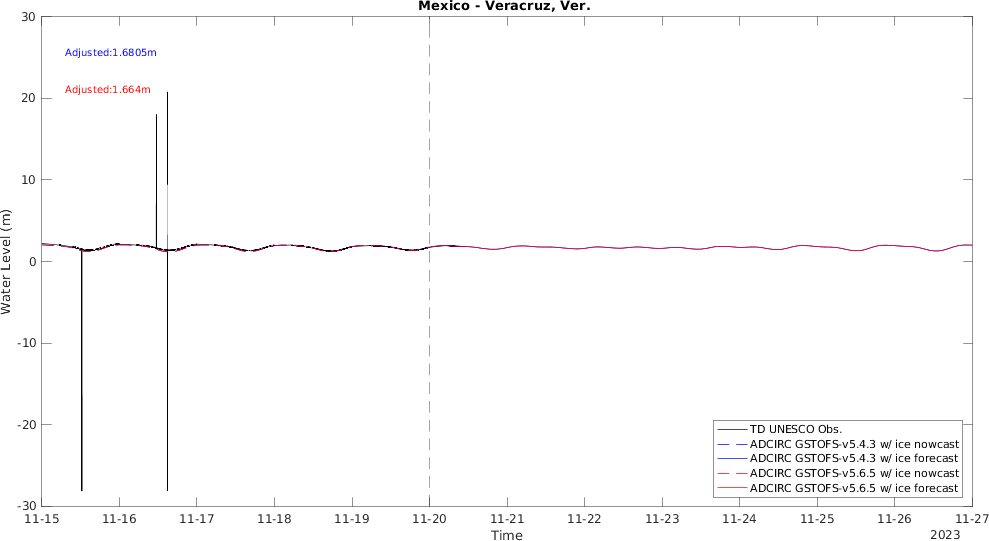 Mexico - Veracruz, Ver.
30
20
10
0
-10
-20
-30
Water Level (m)
Adjusted:1.6805m
Adjusted:1.664m
TD UNESCO Obs.
ADCIRC GSTOFS-v5.4.3 w/ ice nowcast
ADCIRC GSTOFS-v5.4.3 w/ ice forecast
ADCIRC GSTOFS-v5.6.5 w/ ice nowcast
ADCIRC GSTOFS-v5.6.5 w/ ice forecast
11-15 11-16 11-17 11-18 11-19 11-20 11-21 11-22 11-23 11-24 11-25 11-26 11-27
Time
2023